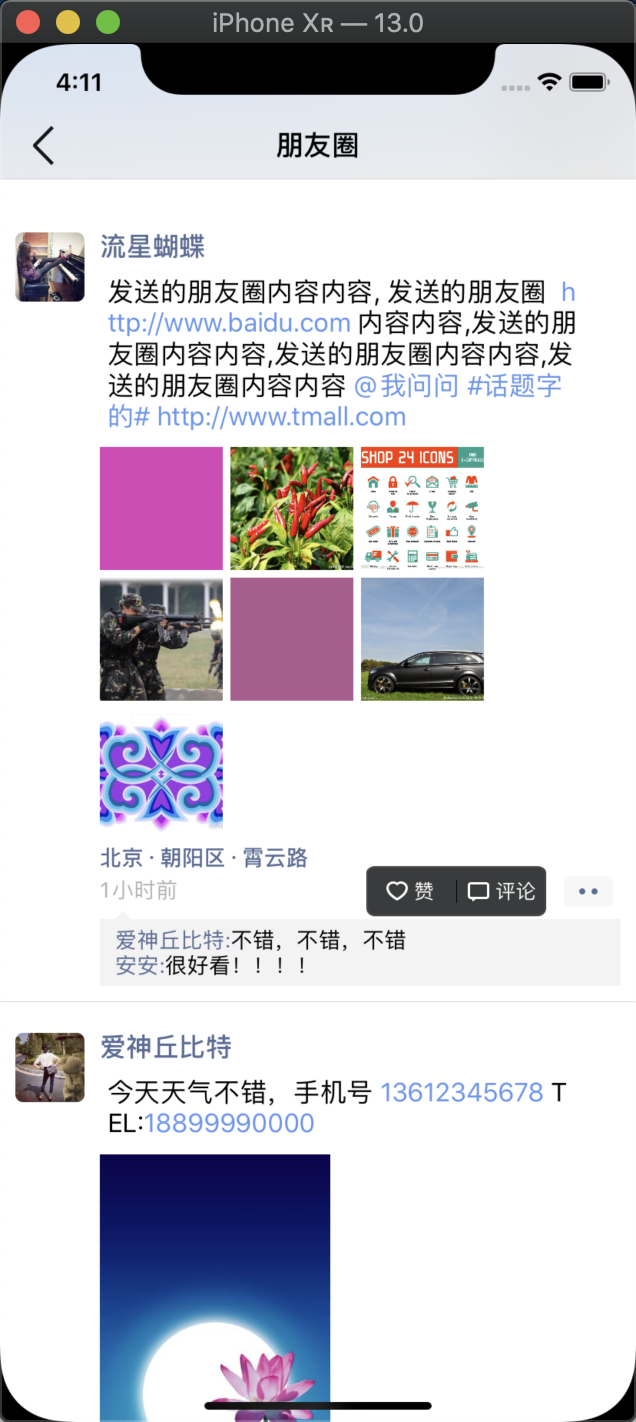 iPhone XR — 13.0
4:11
朋友圈
流星蝴蝶
发送的朋友圈内容内容, 发送的朋友圈 h
ttp://www.baidu.com 内容内容,发送的朋
友圈内容内容,发送的朋友圈内容内容,发
送的朋友圈内容内容 @我问问 #话题字
的# http://www.tmall.com
SHOP 24 ICONS
北京 · 朝阳区 · 霄云路
1小时前
赞
评论
爱神丘比特:不错，不错，不错
安安:很好看！！！！
爱神丘比特
今天天气不错，手机号 13612345678 T
EL:18899990000